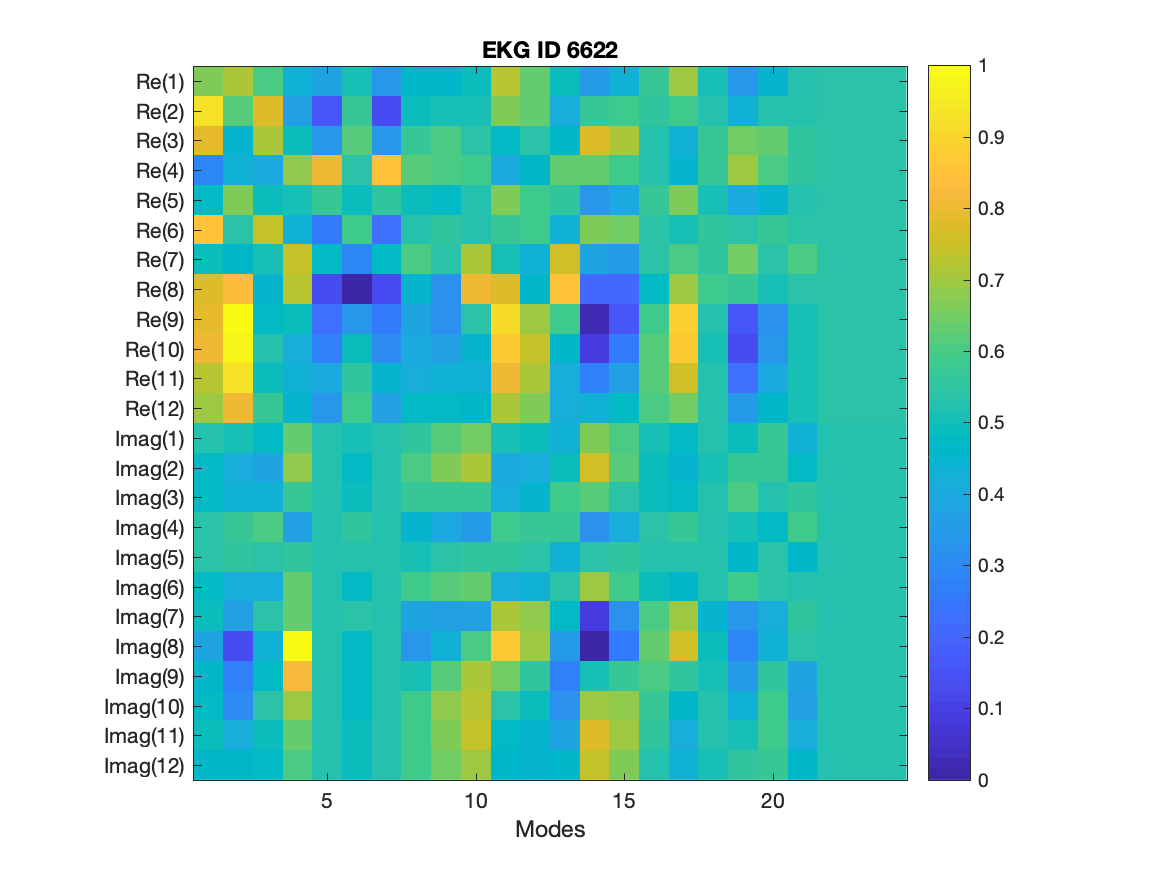 EKG ID 6622
Re(1)
Re(2)
Re(3)
Re(4)
Re(5)
Re(6)
Re(7)
Re(8)
Re(9)
Re(10)
Re(11)
Re(12)
Imag(1)
Imag(2)
Imag(3)
Imag(4)
Imag(5)
Imag(6)
Imag(7)
Imag(8)
Imag(9)
Imag(10)
Imag(11)
Imag(12)
5 10 15 20
Modes
1
0.9
0.8
0.7
0.6
0.5
0.4
0.3
0.2
0.1
0